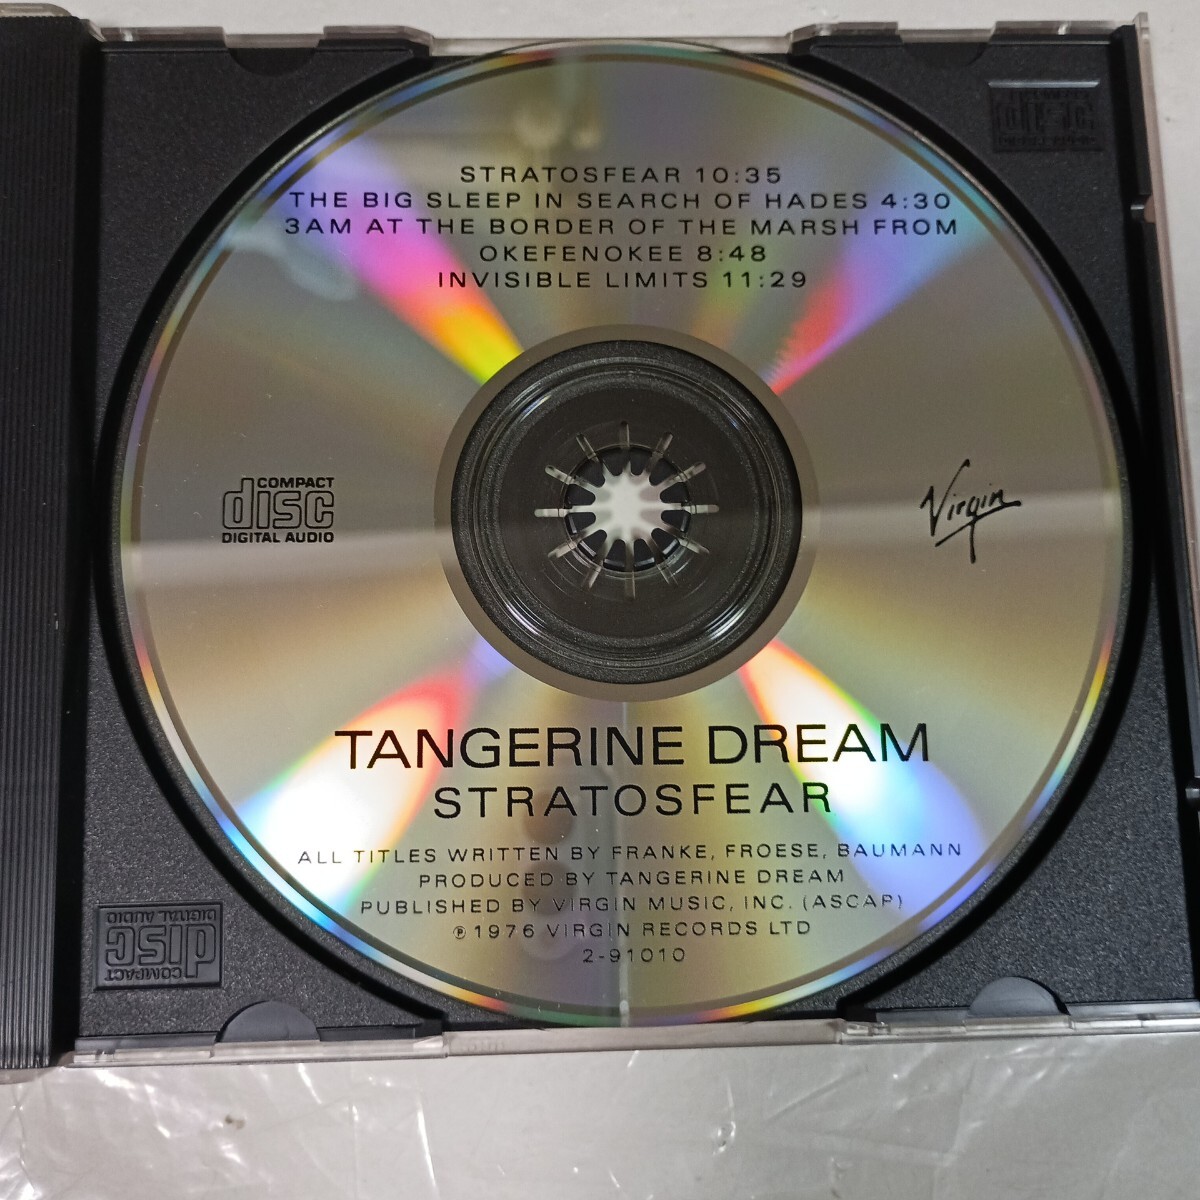 STRATOSFEAR 10:35
THE BIG SLEEP IN SEARCH OF HADES 4:30
3AM AT THE BORDER OF THE MARSH FROM
OKEFENOKEE 8:48
INVISIBLE LIMITS 11:29
COMPACT
disc
DIGITAL AUDIO
Virgin
TANGERINE DREAM
STRATOSFEAR
ALL TITLES WRITTEN BY FRANKE, FROESE, BAUMANN
PRODUCED BY TANGERINE DREAM
PUBLISHED BY VIRGIN MUSIC, INC. (ASCAP)
℗ 1976 VIRGIN RECORDS LTD
2-91010
COMPACT
disc
DIGITAL AUDIO